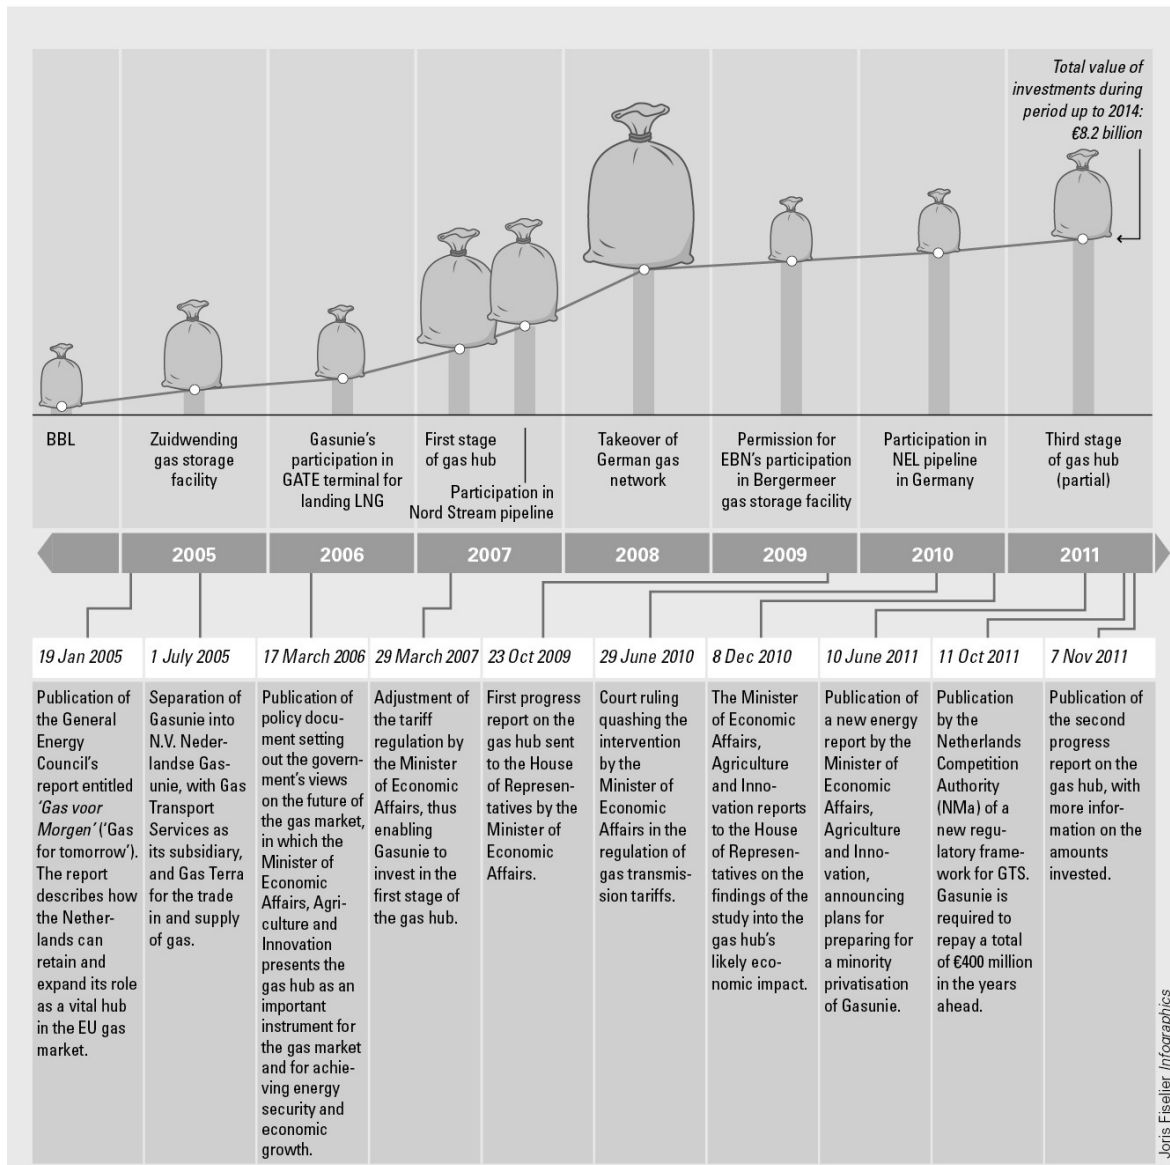 Total value of
investments during
period up to 2014:
€8.2 billion
BBL
Zuidwending
gas storage
facility
Gasunie's
participation in
GATE terminal for
landing LNG
First stage
of gas hub
Participation in
Nord Stream pipeline
Takeover of
German gas
network
Permission for
EBN's participation
in Bergermeer
gas storage facility
Participation in
NEL pipeline
in Germany
Third stage
of gas hub
(partial)
2005
2006
2007
2008
2009
2010
2011
19 Jan 2005
Publication of
the General
Energy
Council's
report entitled
'Gas voor
Morgen' ('Gas
for tomorrow').
The report
describes how
the Nether-
lands can
retain and
expand its role
as a vital hub
in the EU gas
market.
1 July 2005
Separation of
Gasunie into
N.V. Neder-
landse Gas-
unie, with Gas
Transport
Services as
its subsidiary,
and Gas Terra
for the trade
in and supply
of gas.
17 March 2006
Publication of
policy docu-
ment setting
out the govern-
ment's views
on the future of
the gas market,
in which the
Minister of
Economic
Affairs, Agri-
culture and
Innovation
presents the
gas hub as an
important
instrument for
the gas market
and for achie-
ving energy
security and
economic
growth.
29 March 2007
Adjustment of
the tariff
regulation by
the Minister
of Economic
Affairs, thus
enabling
Gasunie to
invest in the
first stage of
the gas hub.
23 Oct 2009
First progress
report on the
gas hub sent
to the House
of Represen-
tatives by the
Minister of
Economic
Affairs.
29 June 2010
Court ruling
quashing the
intervention
by the
Minister of
Economic
Affairs in the
regulation of
gas transmis-
sion tariffs.
8 Dec 2010
The Minister
of Economic
Affairs,
Agriculture
and Inno-
vation reports
to the House
of Represen-
tatives on the
findings of the
study into the
gas hub's
likely eco-
nomic impact.
10 June 2011
Publication of
a new energy
report by the
Minister of
Economic
Affairs,
Agriculture
and Inno-
vation,
announcing
plans for
preparing for
a minority
privatisation
of Gasunie.
11 Oct 2011
Publication
by the
Netherlands
Competition
Authority
(NMa) of a
new regu-
latory frame-
work for GTS.
Gasunie is
required to
repay a total
of €400 million
in the years
ahead.
7 Nov 2011
Publication of
the second
progress
report on the
gas hub, with
more infor-
mation on the
amounts
invested.
Joris Fiselier Infographics